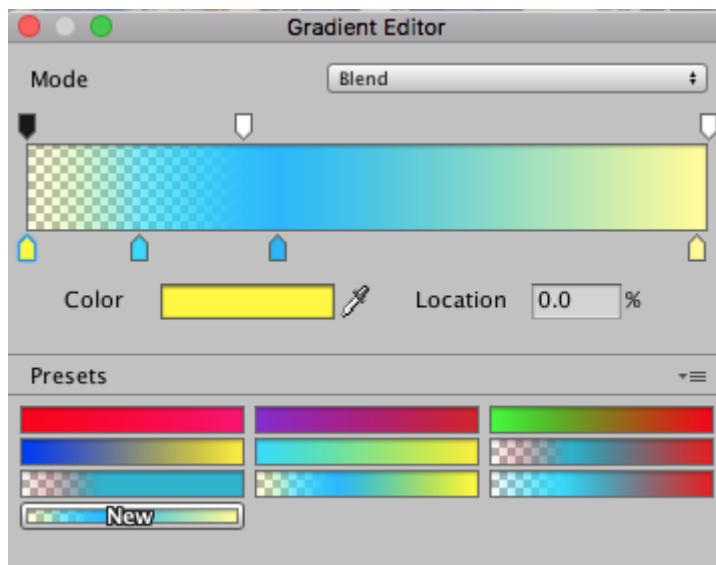 Gradient Editor
Mode Blend
Color Location 0.0 %
Presets
New